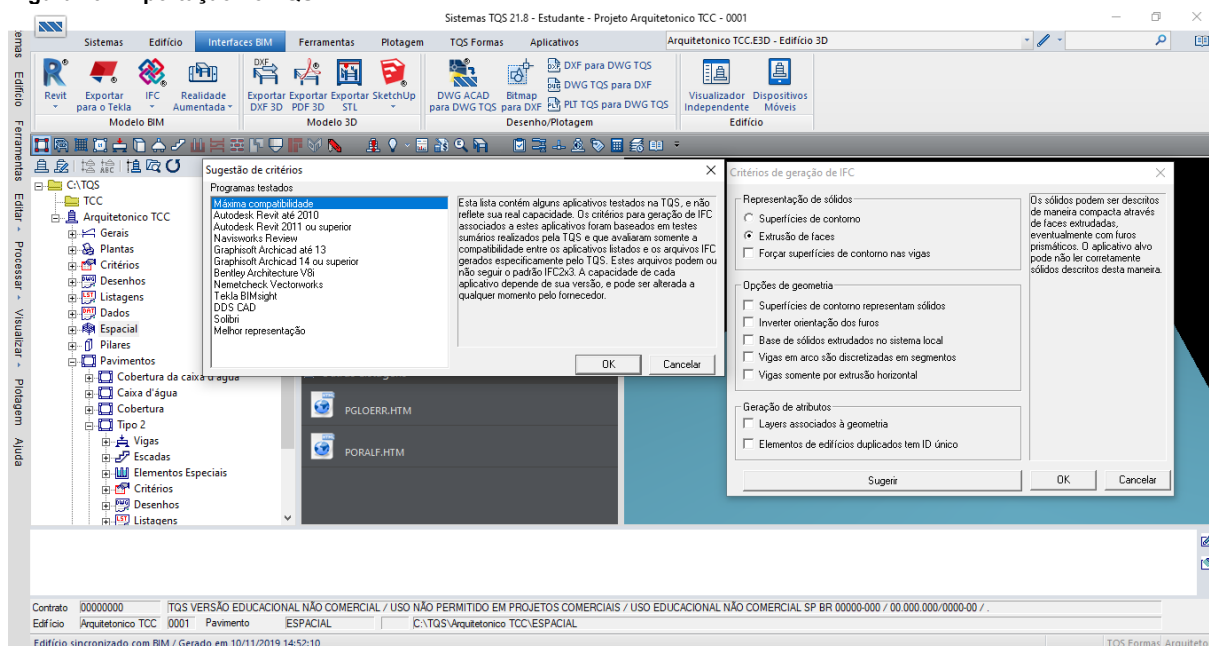 Sistemas TQS 21.8 - Estudante - Projeto Arquitetonico TCC - 0001
Sistemas Edifício Interfaces BIM Ferramentas Plotagem TQS Formas Aplicativos
Arquitetonico TCC.E3D - Edifício 3D
Revit
Exportar para o Tekla
IFC
Realidade Aumentada
Modelo BIM
DXF
Exportar DXF 3D
Exportar PDF 3D
Exportar STL
SketchUp
Modelo 3D
DWG ACAD para DWG TQS
Bitmap para DXF
DXF para DWG TQS
DWG TQS para DXF
PLT TQS para DWG TQS
Desenho/Plotagem
Visualizador Independente
Dispositivos Móveis
Edifício
Edifício
Ferramentas
Editar
Processar
Visualizar
Plotagem
Ajuda
C:\TQS
TCC
Arquitetonico TCC
Gerais
Plantas
Critérios
Desenhos
Listagens
Dados
Espacial
Pilares
Pavimentos
Cobertura da caixa d'água
Caixa d'água
Cobertura
Tipo 2
Vigas
Escadas
Elementos Especiais
Critérios
Desenhos
Listagens
Sugestão de critérios
Programas testados
Máxima compatibilidade
Autodesk Revit até 2010
Autodesk Revit 2011 ou superior
Navisworks Review
Graphisoft Archicad até 13
Graphisoft Archicad 14 ou superior
Bentley Architecture V8i
Nemetcheck Vectorworks
Tekla BIMsight
DDS CAD
Solibri
Melhor representação
Esta lista contém alguns aplicativos testados na TQS, e não
reflete sua real capacidade. Os critérios para geração de IFC
associados a estes aplicativos foram baseados em testes
sumários realizados pela TQS e que avaliaram somente a
compatibilidade entre os aplicativos listados e os arquivos IFC
gerados especificamente pelo TQS. Estes arquivos podem ou
não seguir o padrão IFC2x3. A capacidade de cada
aplicativo depende de sua versão, e pode ser alterada a
qualquer momento pelo fornecedor.
OK Cancelar
PGLOERR.HTM
PORALF.HTM
Critérios de geração de IFC
Representação de sólidos
Superfícies de contorno
Extrusão de faces
Forçar superfícies de contorno nas vigas
Opções de geometria
Superfícies de contorno representam sólidos
Inverter orientação dos furos
Base de sólidos extrudados no sistema local
Vigas em arco são discretizadas em segmentos
Vigas somente por extrusão horizontal
Geração de atributos
Layers associados à geometria
Elementos de edifícios duplicados tem ID único
Sugerir
Os sólidos podem ser descritos
de maneira compacta através
de faces extrudadas,
eventualmente com furos
prismáticos. O aplicativo alvo
pode não ler corretamente
sólidos descritos desta maneira.
OK Cancelar
Contrato 00000000 TQS VERSÃO EDUCACIONAL NÃO COMERCIAL / USO NÃO PERMITIDO EM PROJETOS COMERCIAIS / USO EDUCACIONAL NÃO COMERCIAL SP BR 00000-000 / 00.000.000/0000-00 / .
Edifício Arquitetonico TCC 0001 Pavimento ESPACIAL C:\TQS\Arquitetonico TCC\ESPACIAL
Edifício sincronizado com BIM / Gerado em 10/11/2019 14:52:10
TQS Formas